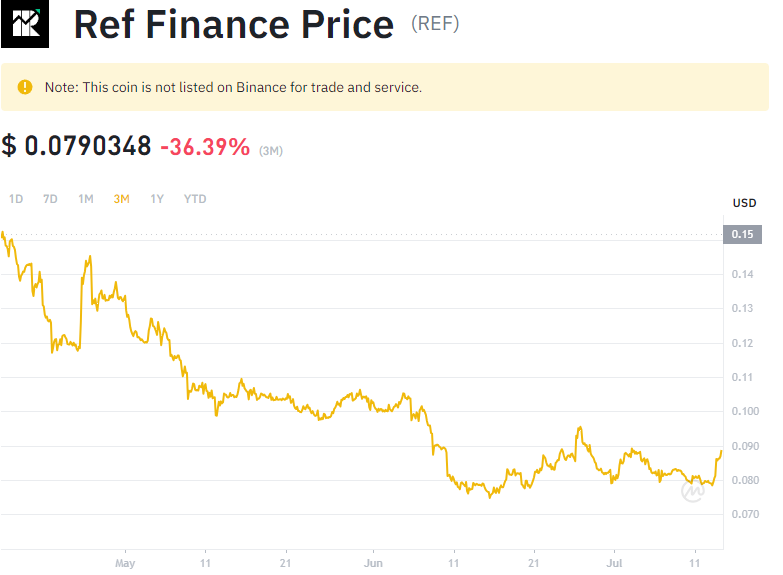 Ref Finance Price (REF)
Note: This coin is not listed on Binance for trade and service.
$ 0.0790348 -36.39% (3M)
1D 7D 1M 3M 1Y YTD
USD
0.15
0.14
0.13
0.12
0.11
0.100
0.090
0.080
0.070
May 11 21 Jun 11 21 Jul 11